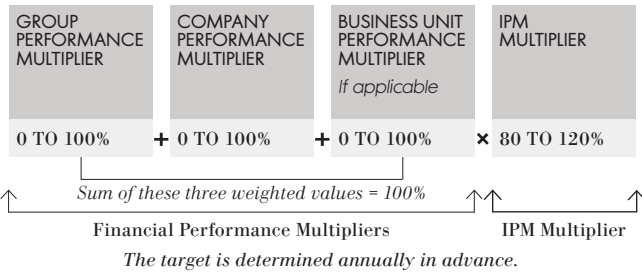 GROUP PERFORMANCE MULTIPLIER
COMPANY PERFORMANCE MULTIPLIER
BUSINESS UNIT PERFORMANCE MULTIPLIER
If applicable
IPM MULTIPLIER
0 TO 100% + 0 TO 100% + 0 TO 100% × 80 TO 120%
Sum of these three weighted values = 100%
Financial Performance Multipliers
IPM Multiplier
The target is determined annually in advance.